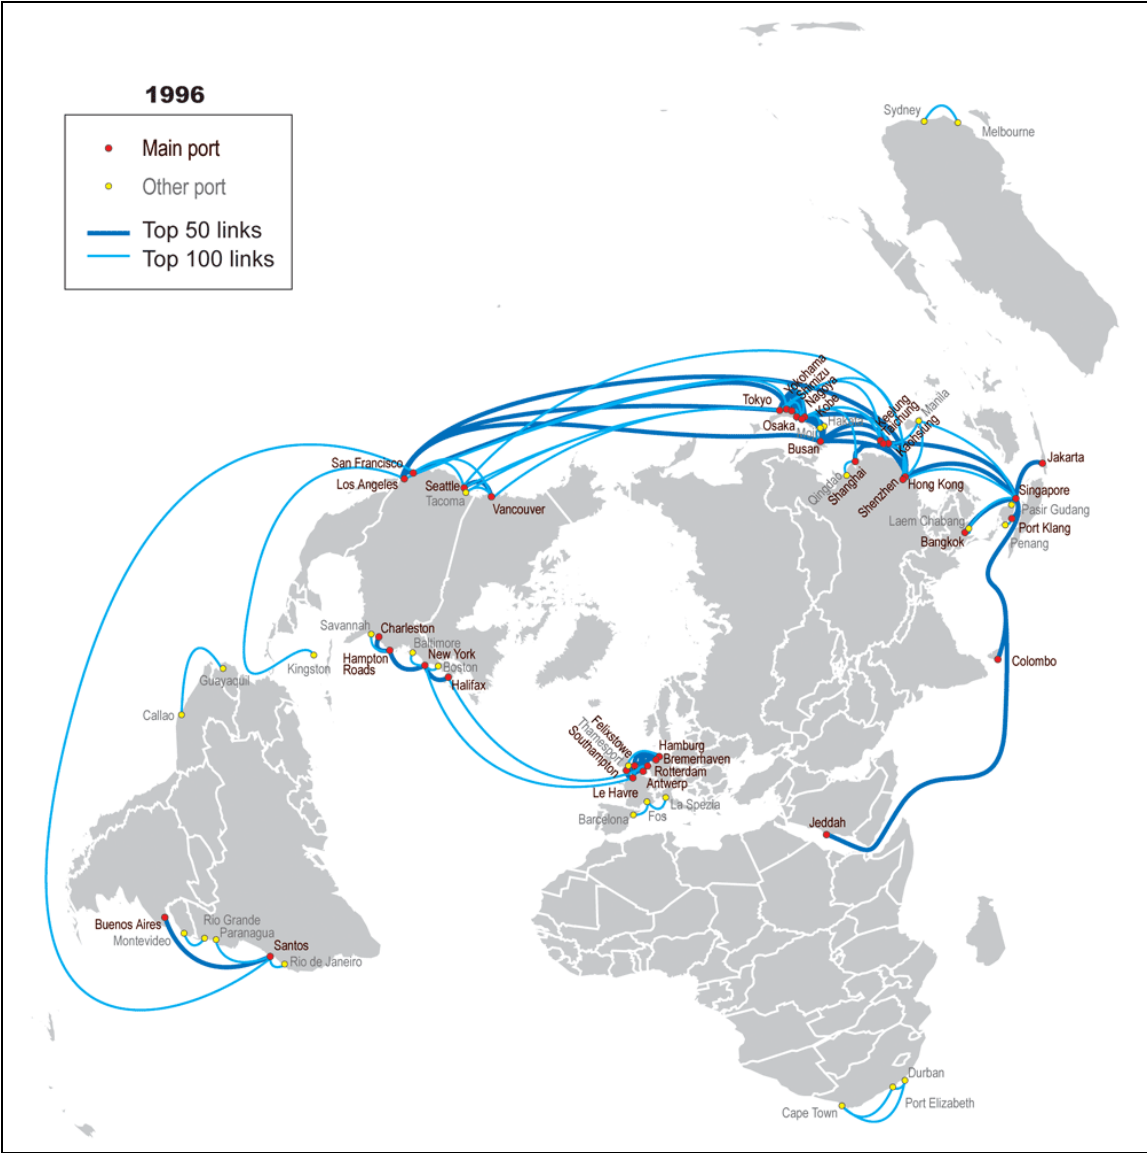 1996
Main port
Other port
Top 50 links
Top 100 links
Sydney
Melbourne
Yokohama
Shimizu
Nagoya
Kobe
Tokyo
Osaka
Moji
Hakata
Busan
Keelung
Taichung
Kaohsiung
Manila
Qingdao
Shanghai
Shenzhen
Hong Kong
Jakarta
Singapore
Pasir Gudang
Port Klang
Penang
Laem Chabang
Bangkok
Colombo
San Francisco
Los Angeles
Seattle
Tacoma
Vancouver
Savannah
Charleston
Baltimore
Hampton
Roads
New York
Boston
Halifax
Kingston
Guayaquil
Callao
Felixstowe
Thamesport
Southampton
Hamburg
Bremerhaven
Rotterdam
Antwerp
Le Havre
La Spezia
Fos
Barcelona
Jeddah
Buenos Aires
Montevideo
Rio Grande
Paranagua
Santos
Rio de Janeiro
Durban
Port Elizabeth
Cape Town